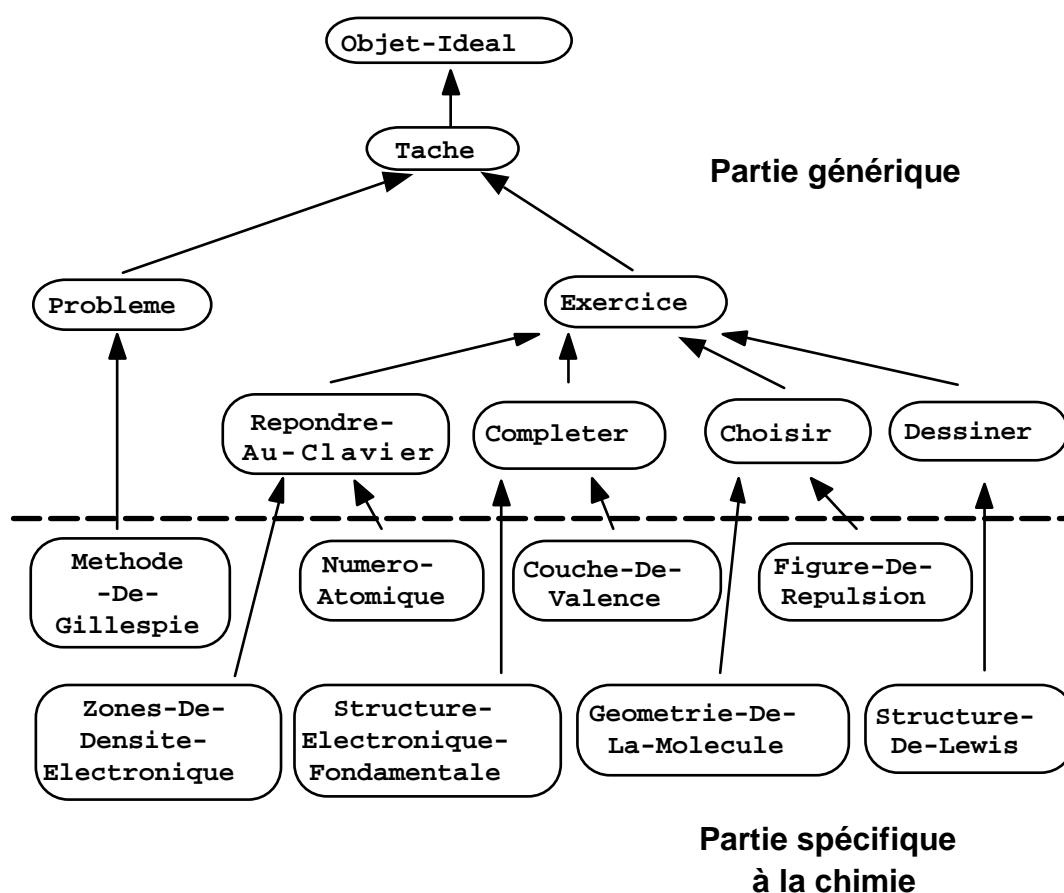 Objet-Ideal
Tache
Partie générique
Probleme
Exercice
Repondre-
Au-Clavier
Completer
Choisir
Dessiner
Methode
-De-
Gillespie
Numero-
Atomique
Couche-De-
Valence
Figure-De-
Repulsion
Zones-De-
Densite-
Electronique
Structure-
Electronique-
Fondamentale
Geometrie-De-
La-Molecule
Structure-
De-Lewis
Partie spécifique
à la chimie